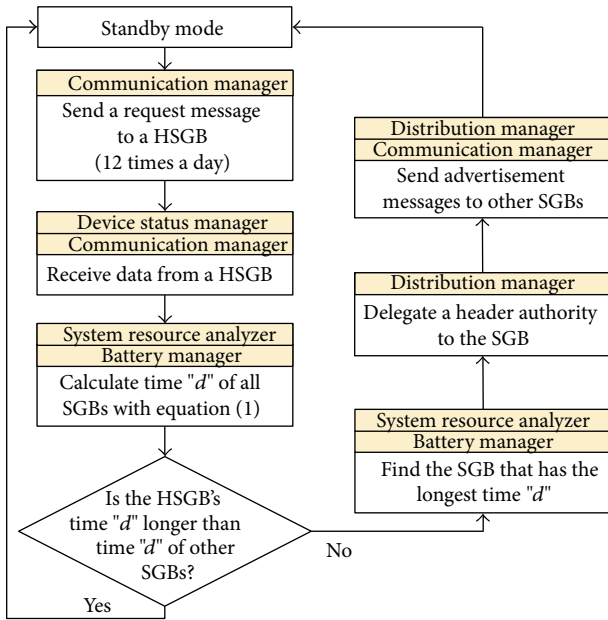 Standby mode
Communication manager
Send a request message
to a HSGB
(12 times a day)
Device status manager
Communication manager
Receive data from a HSGB
System resource analyzer
Battery manager
Calculate time "d" of all
SGBs with equation (1)
Is the HSGB's
time "d" longer than
time "d" of other
SGBs?
Yes
No
System resource analyzer
Battery manager
Find the SGB that has the
longest time "d"
Distribution manager
Delegate a header authority
to the SGB
Distribution manager
Communication manager
Send advertisement
messages to other SGBs